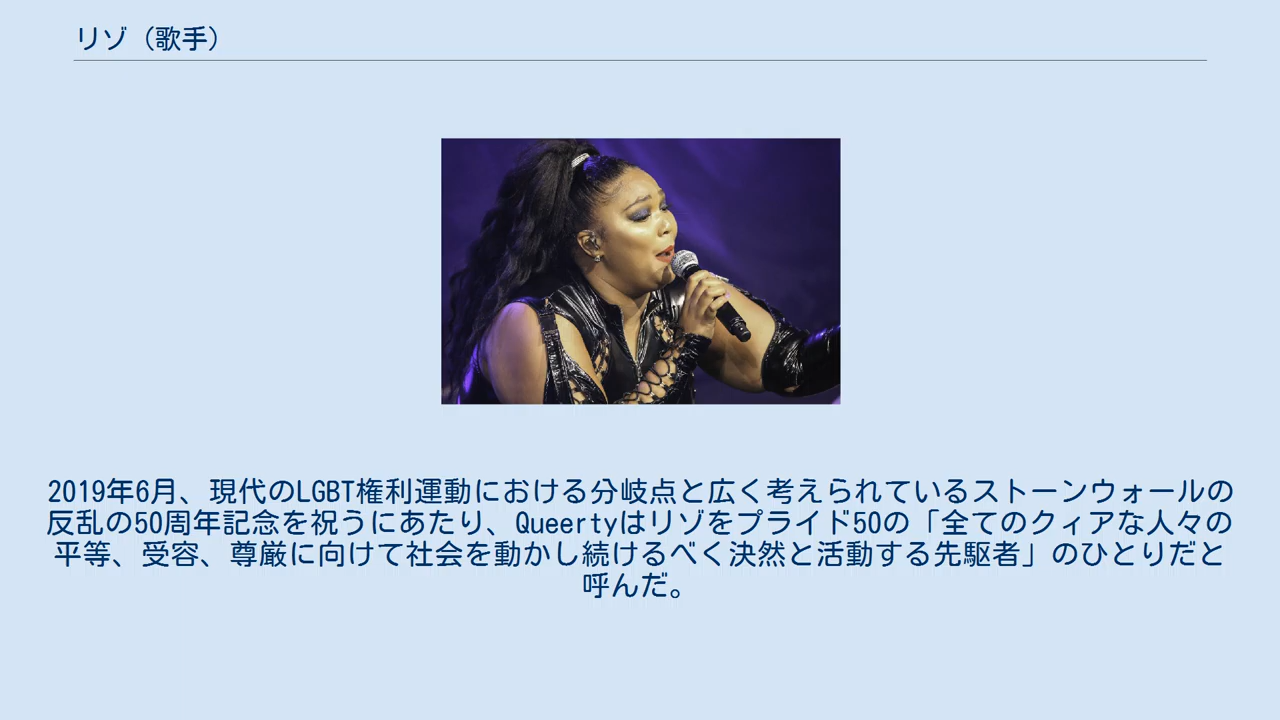 リゾ（歌手）
2019年6月、現代のLGBT権利運動における分岐点と広く考えられているストーンウォールの
反乱の50周年記念を祝うにあたり、Queertyはリゾをプライド50の「全てのクィアな人々の
平等、受容、尊厳に向けて社会を動かし続けるべく決然と活動する先駆者」のひとりだと
呼んだ。